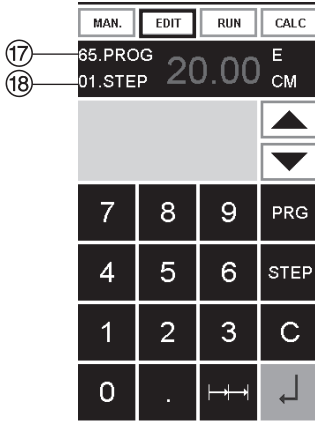 MAN. EDIT RUN CALC
⑰ 65.PROG 20.00 E
⑱ 01.STEP CM
7 8 9 PRG
4 5 6 STEP
1 2 3 C
0 .